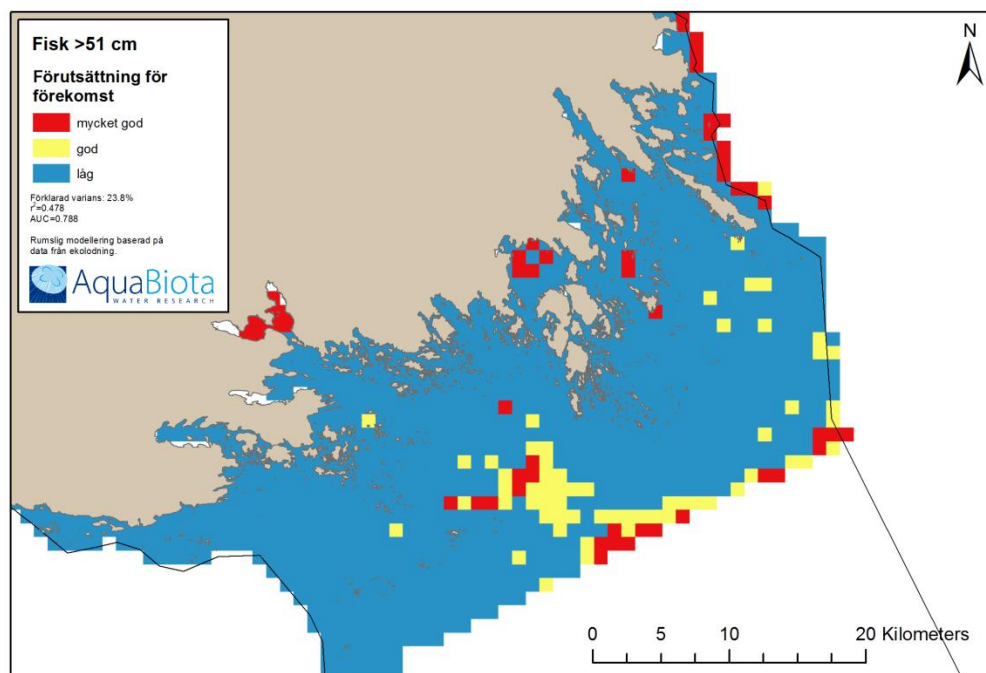 Fisk >51 cm
Förutsättning för
förekomst
mycket god
god
låg
Förklarad varians: 23.8%
r²=0.478
AUC=0.788
Rumslig modellering baserad på
data från ekolodning.
AquaBiota
WATER RESEARCH
N
0 5 10 20 Kilometers